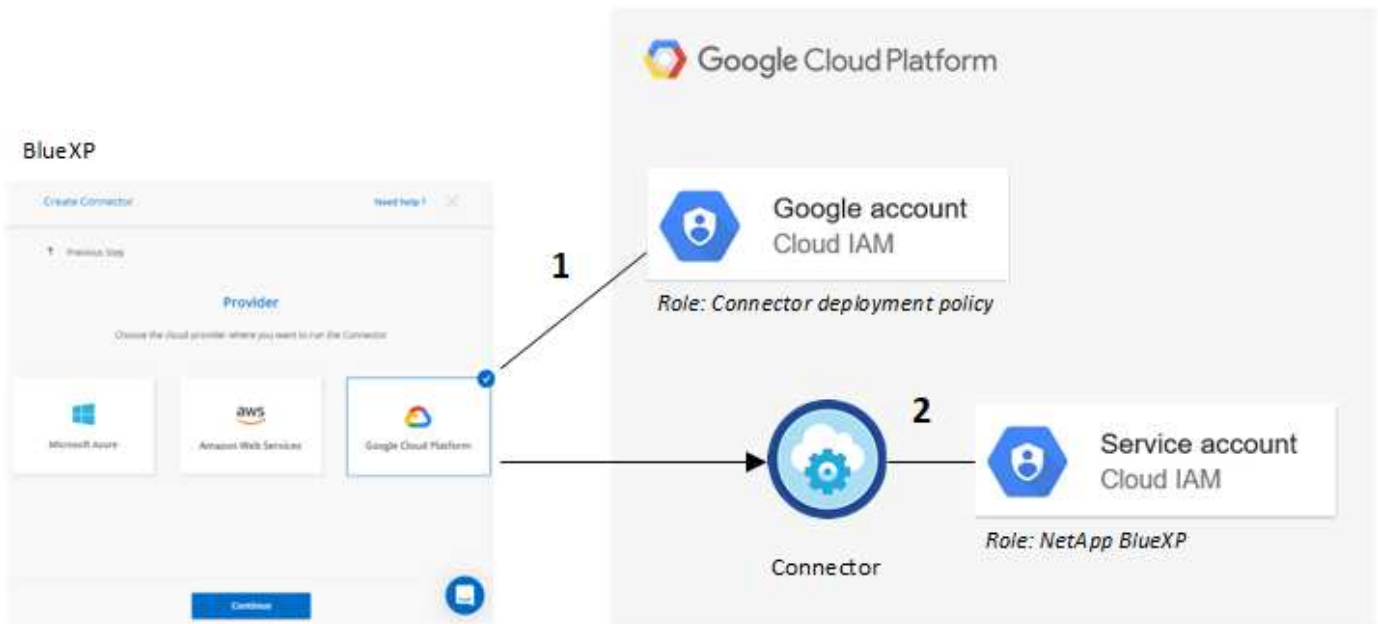 Google Cloud Platform
BlueXP
Create Connector
Need help?
Previous Step
Provider
Choose the cloud provider where you want to run the Connector
Microsoft Azure
aws
Amazon Web Services
Google Cloud Platform
Continue
1
Google account
Cloud IAM
Role: Connector deployment policy
2
Connector
Service account
Cloud IAM
Role: NetApp BlueXP